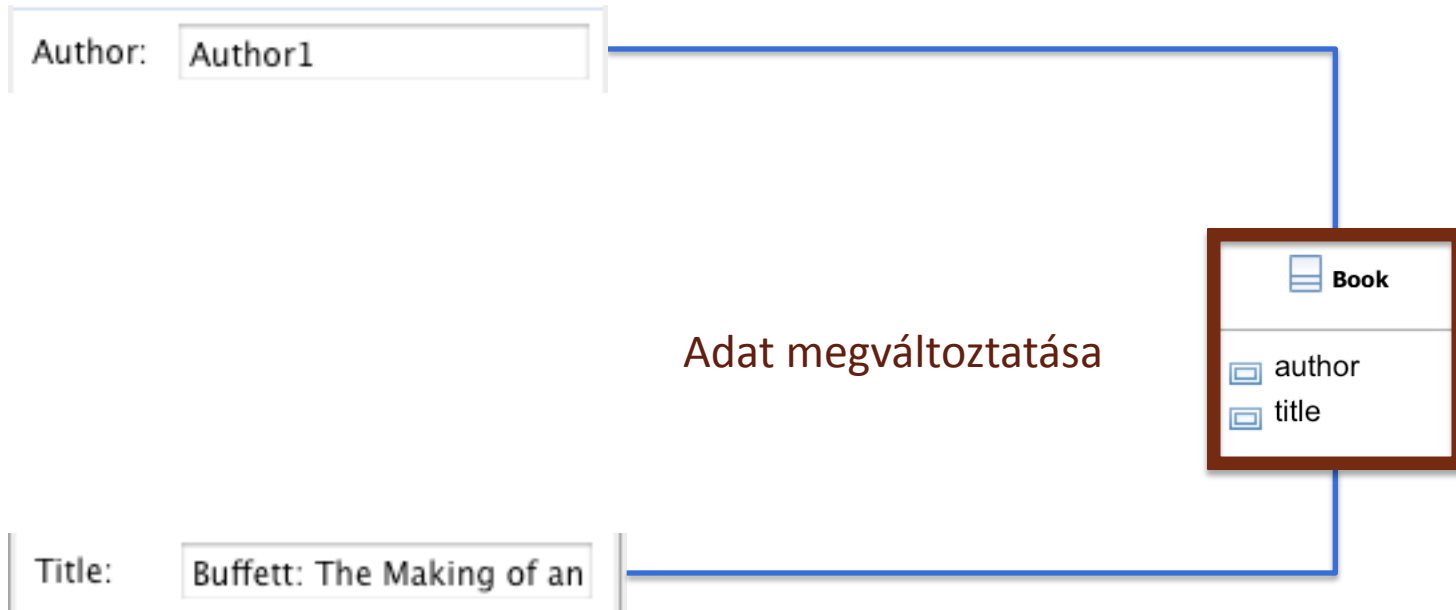 Author: Author1
Book
Adat megváltoztatása
author
title
Title: Buffett: The Making of an